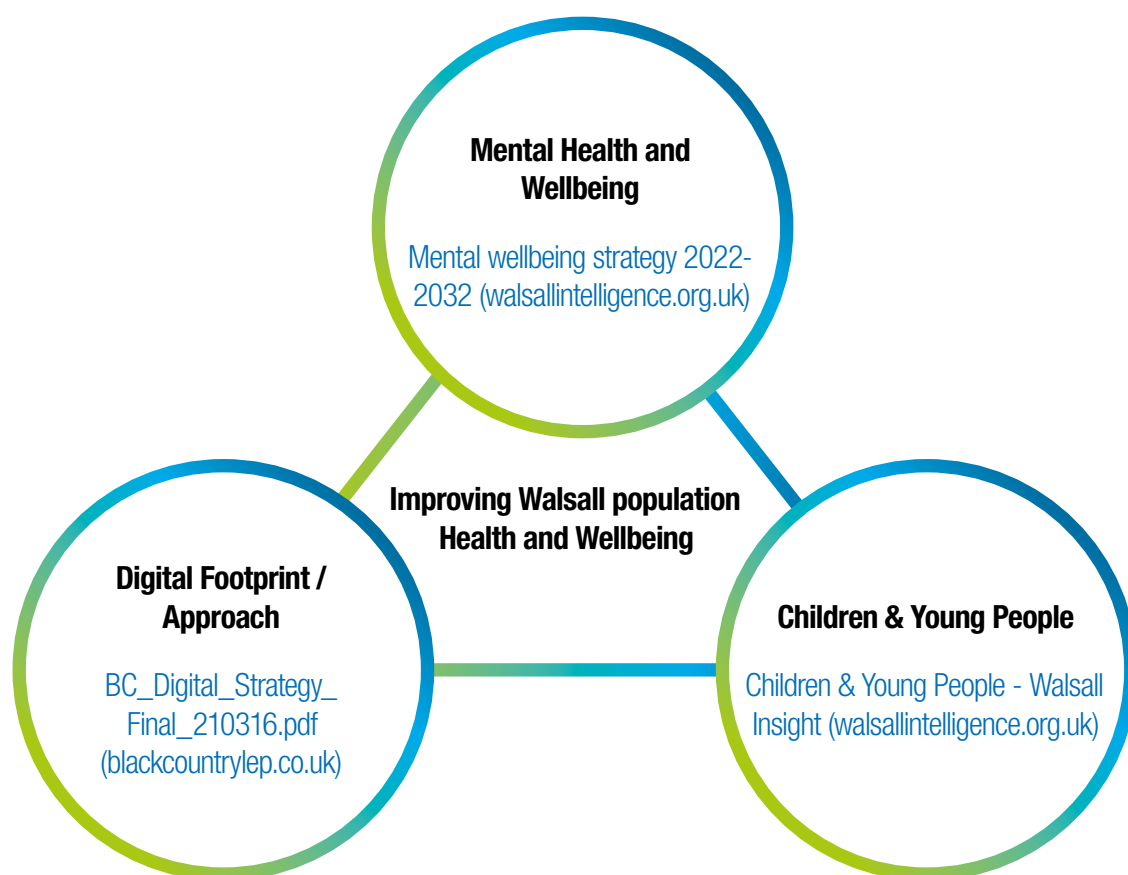 Mental Health and
Wellbeing
Mental wellbeing strategy 2022-
2032 (walsallintelligence.org.uk)
Improving Walsall population
Health and Wellbeing
Digital Footprint /
Approach
BC_Digital_Strategy_
Final_210316.pdf
(blackcountrylep.co.uk)
Children & Young People
Children & Young People - Walsall
Insight (walsallintelligence.org.uk)